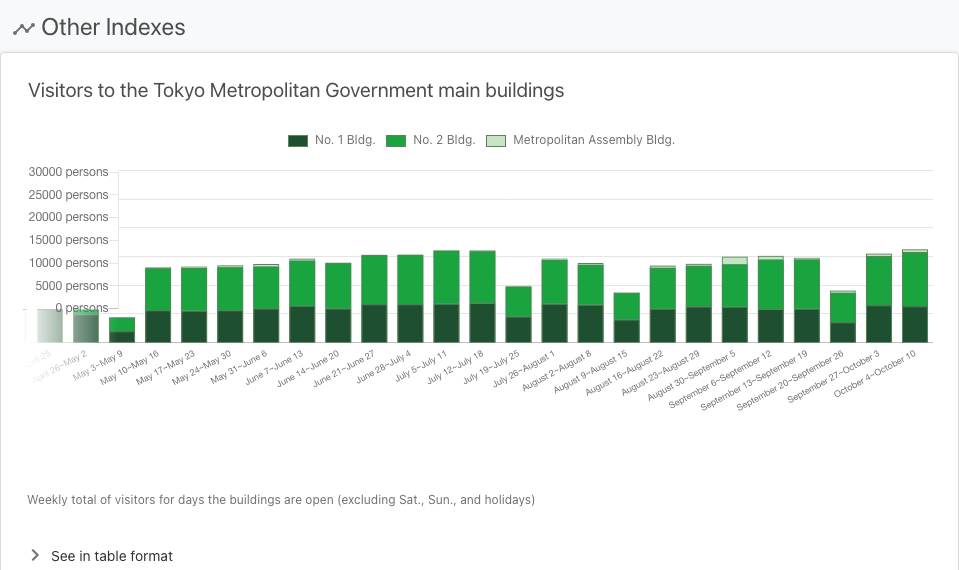 Other Indexes
Visitors to the Tokyo Metropolitan Government main buildings
No. 1 Bldg. No. 2 Bldg. Metropolitan Assembly Bldg.
30000 persons
25000 persons
20000 persons
15000 persons
10000 persons
5000 persons
0 persons
April 26~May 2
May 3~May 9
May 10~May 16
May 17~May 23
May 24~May 30
May 31~June 6
June 7~June 13
June 14~June 20
June 21~June 27
June 28~July 4
July 5~July 11
July 12~July 18
July 19~July 25
July 26~August 1
August 2~August 8
August 9~August 15
August 16~August 22
August 23~August 29
August 30~September 5
September 6~September 12
September 13~September 19
September 20~September 26
September 27~October 3
October 4~October 10
Weekly total of visitors for days the buildings are open (excluding Sat., Sun., and holidays)
See in table format